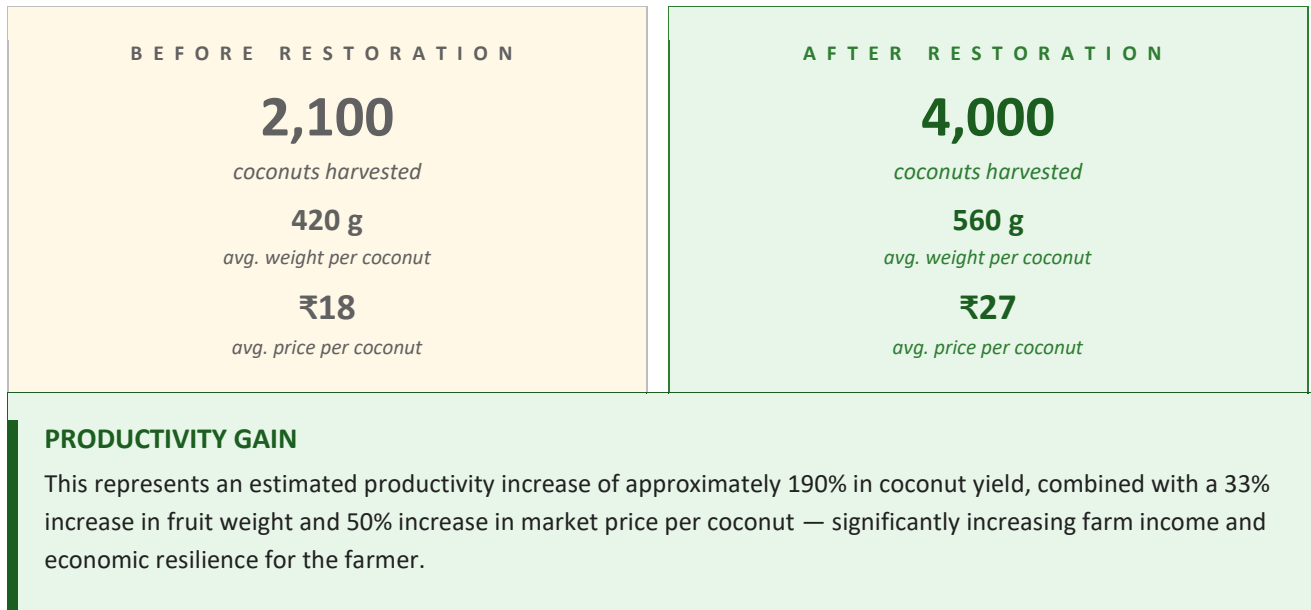 BEFORE RESTORATION
2,100
coconuts harvested
420 g
avg. weight per coconut
₹18
avg. price per coconut
AFTER RESTORATION
4,000
coconuts harvested
560 g
avg. weight per coconut
₹27
avg. price per coconut
PRODUCTIVITY GAIN
This represents an estimated productivity increase of approximately 190% in coconut yield, combined with a 33%
increase in fruit weight and 50% increase in market price per coconut — significantly increasing farm income and
economic resilience for the farmer.